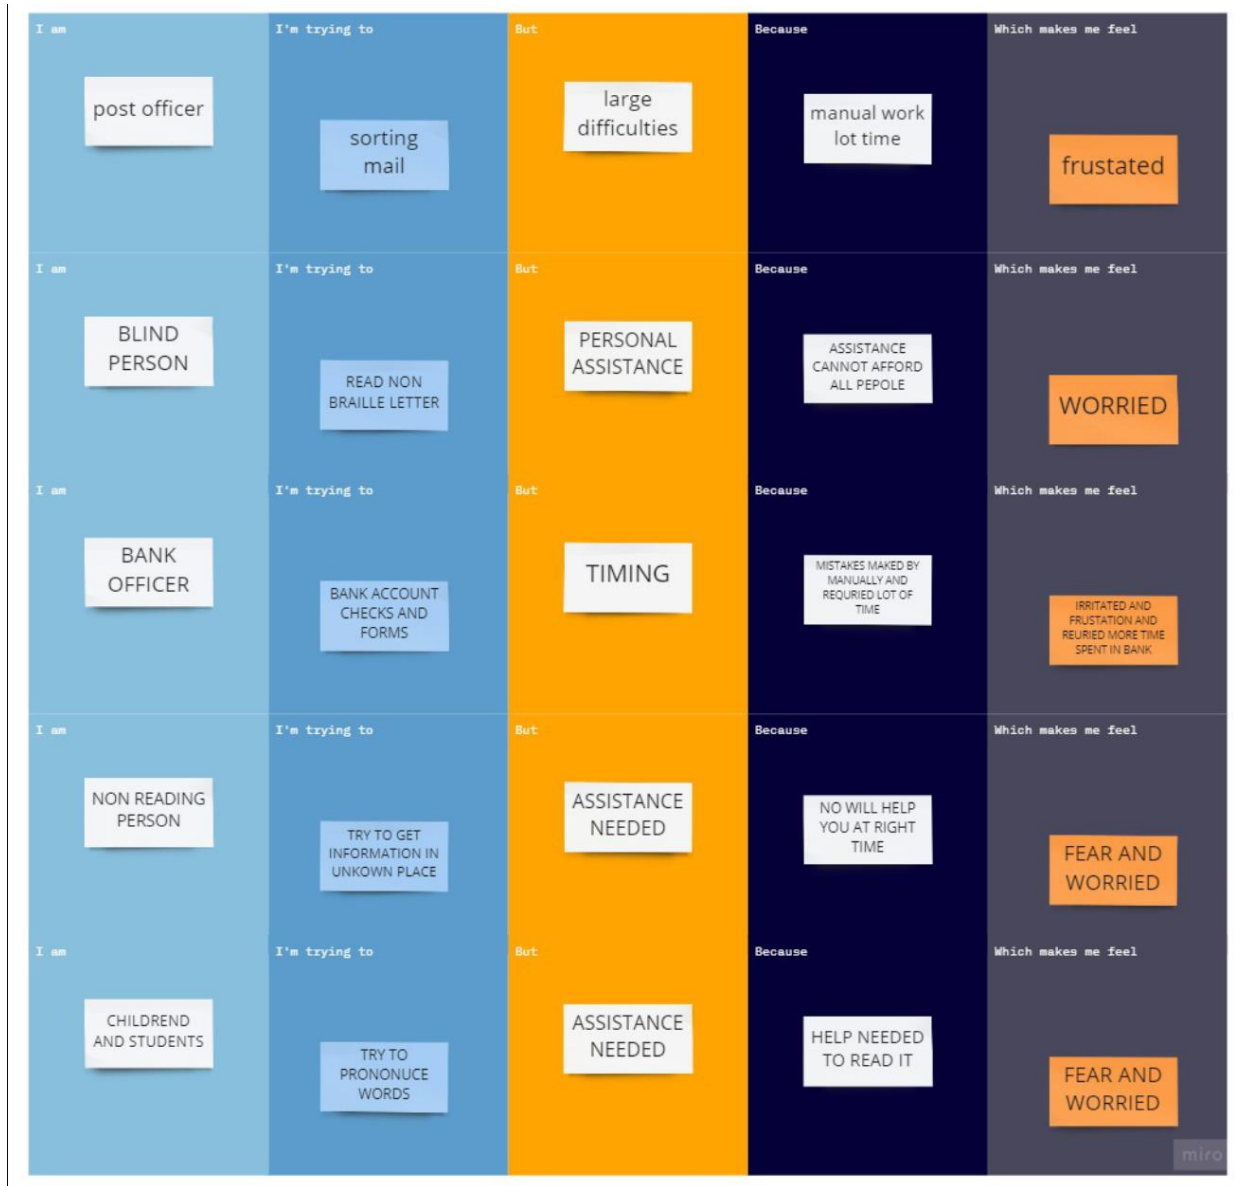 I am
I'm trying to
But
Because
Which makes me feel
post officer
sorting
mail
large
difficulties
manual work
lot time
frustated
I am
I'm trying to
But
Because
Which makes me feel
BLIND
PERSON
READ NON
BRAILLE LETTER
PERSONAL
ASSISTANCE
ASSISTANCE
CANNOT AFFORD
ALL PEPOLE
WORRIED
I am
I'm trying to
But
Because
Which makes me feel
BANK
OFFICER
BANK ACCOUNT
CHECKS AND
FORMS
TIMING
MISTAKES MAKED BY
MANUALLY AND
REQURIED LOT OF
TIME
IRRITATED AND
FRUSTATION AND
REURIED MORE TIME
SPENT IN BANK
I am
I'm trying to
But
Because
Which makes me feel
NON READING
PERSON
TRY TO GET
INFORMATION IN
UNKOWN PLACE
ASSISTANCE
NEEDED
NO WILL HELP
YOU AT RIGHT
TIME
FEAR AND
WORRIED
I am
I'm trying to
But
Because
Which makes me feel
CHILDREND
AND STUDENTS
TRY TO
PRONONUCE
WORDS
ASSISTANCE
NEEDED
HELP NEEDED
TO READ IT
FEAR AND
WORRIED
miro